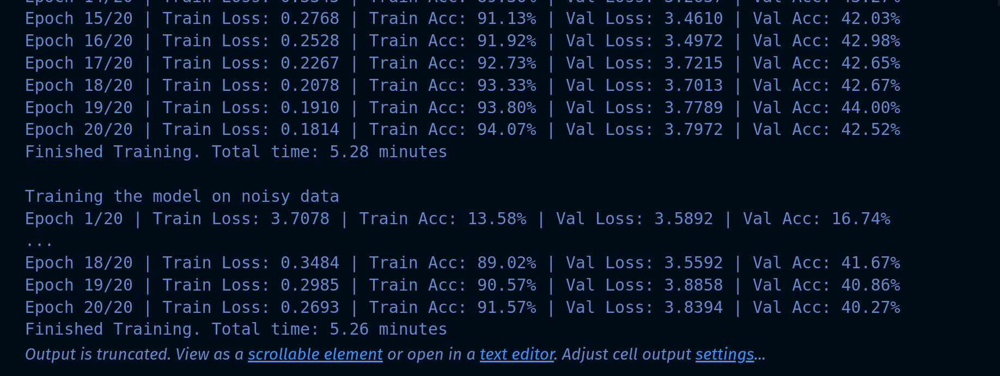 Epoch 14/20 | Train Loss: | Train Acc: | Val Loss: | Val Acc:
Epoch 15/20 | Train Loss: 0.2768 | Train Acc: 91.13% | Val Loss: 3.4610 | Val Acc: 42.03%
Epoch 16/20 | Train Loss: 0.2528 | Train Acc: 91.92% | Val Loss: 3.4972 | Val Acc: 42.98%
Epoch 17/20 | Train Loss: 0.2267 | Train Acc: 92.73% | Val Loss: 3.7215 | Val Acc: 42.65%
Epoch 18/20 | Train Loss: 0.2078 | Train Acc: 93.33% | Val Loss: 3.7013 | Val Acc: 42.67%
Epoch 19/20 | Train Loss: 0.1910 | Train Acc: 93.80% | Val Loss: 3.7789 | Val Acc: 44.00%
Epoch 20/20 | Train Loss: 0.1814 | Train Acc: 94.07% | Val Loss: 3.7972 | Val Acc: 42.52%
Finished Training. Total time: 5.28 minutes
Training the model on noisy data
Epoch 1/20 | Train Loss: 3.7078 | Train Acc: 13.58% | Val Loss: 3.5892 | Val Acc: 16.74%
...
Epoch 18/20 | Train Loss: 0.3484 | Train Acc: 89.02% | Val Loss: 3.5592 | Val Acc: 41.67%
Epoch 19/20 | Train Loss: 0.2985 | Train Acc: 90.57% | Val Loss: 3.8858 | Val Acc: 40.86%
Epoch 20/20 | Train Loss: 0.2693 | Train Acc: 91.57% | Val Loss: 3.8394 | Val Acc: 40.27%
Finished Training. Total time: 5.26 minutes
Output is truncated. View as a scrollable element or open in a text editor. Adjust cell output settings...